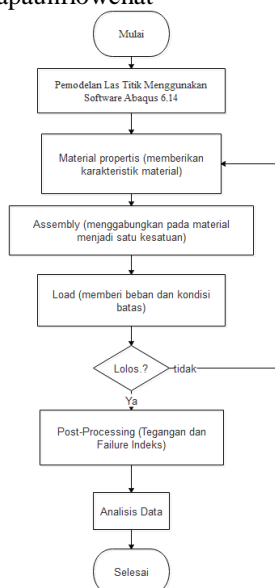 Mulai
Pemodelan Las Titik Menggunakan
Software Abaqus 6.14
Material propertis (memberikan
karakteristik material)
Assembly (menggabungkan pada material
menjadi satu kesatuan)
Load (memberi beban dan kondisi
batas)
Lolos.?
tidak
Ya
Post-Processing (Tegangan dan
Failure Indeks)
Analisis Data
Selesai